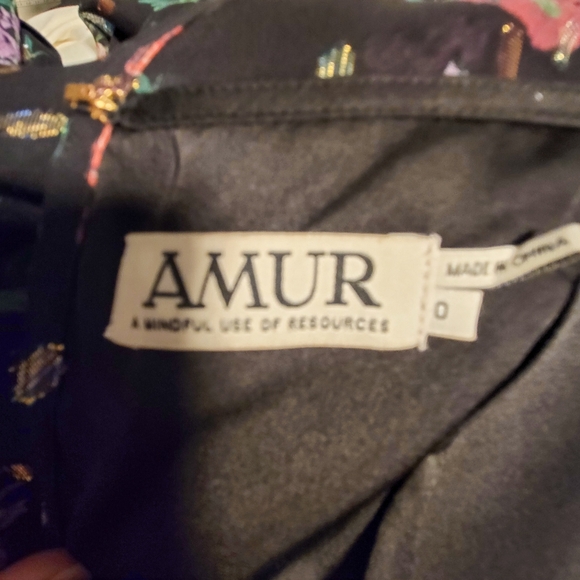 AMUR
A MINDFUL USE OF RESOURCES
MADE IN CHINA
0